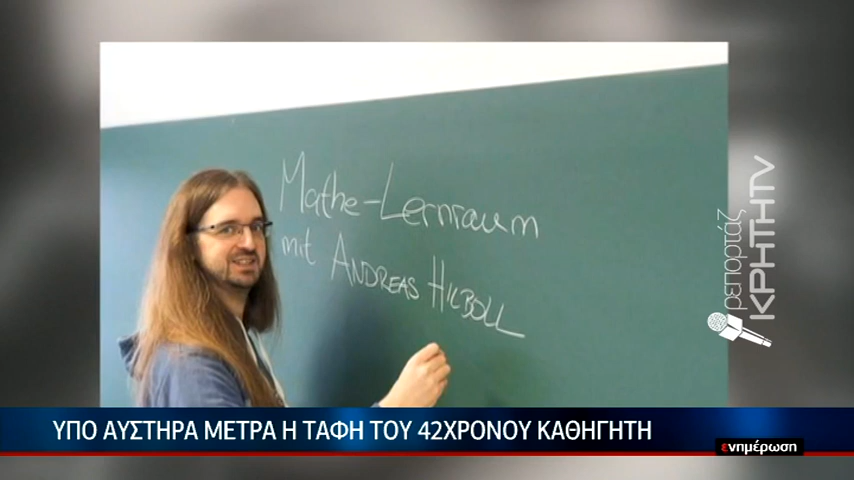 Mathe-Lernraum
mit ANDREAS HILBOLL
ρεπορτάζ
ΚΡΗΤΗTV
ΥΠΟ ΑΥΣΤΗΡΑ ΜΕΤΡΑ Η ΤΑΦΗ ΤΟΥ 42ΧΡΟΝΟΥ ΚΑΘΗΓΗΤΗ
ενημέρωση